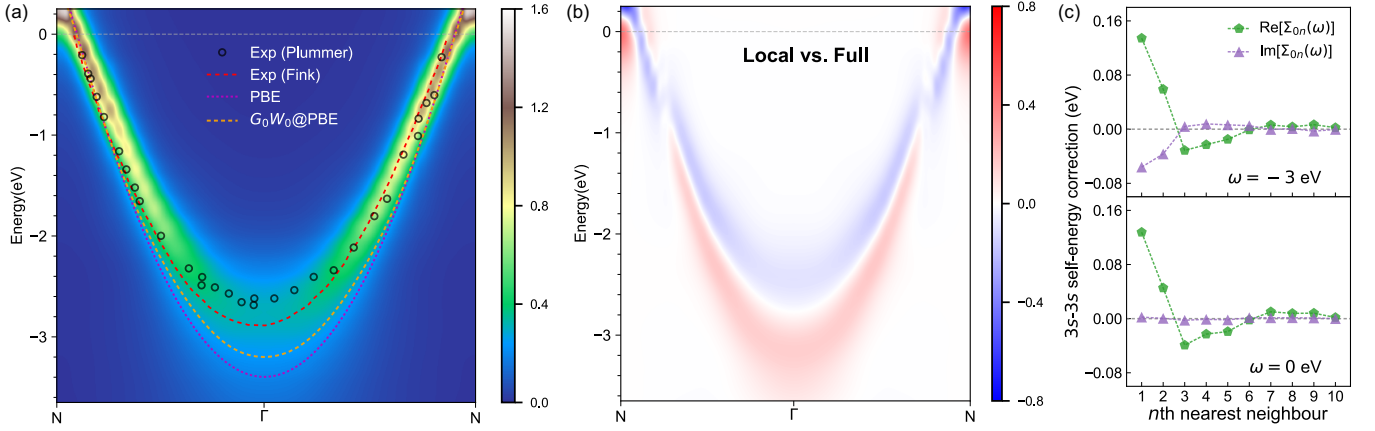 (a)
Exp (Plummer)
Exp (Fink)
PBE
G₀W₀@PBE
Energy(eV)
0
−1
−2
−3
N
Γ
N
1.6
1.2
0.8
0.4
0.0
(b)
Local vs. Full
Energy(eV)
0
−1
−2
−3
N
Γ
N
0.8
0.4
0.0
−0.4
−0.8
(c)
Re[Σ₀ₙ(ω)]
Im[Σ₀ₙ(ω)]
3s-3s self-energy correction (eV)
0.16
0.08
0.00
−0.08
ω = − 3 eV
0.16
0.08
0.00
−0.08
ω = 0 eV
1 2 3 4 5 6 7 8 9 10
nth nearest neighbour